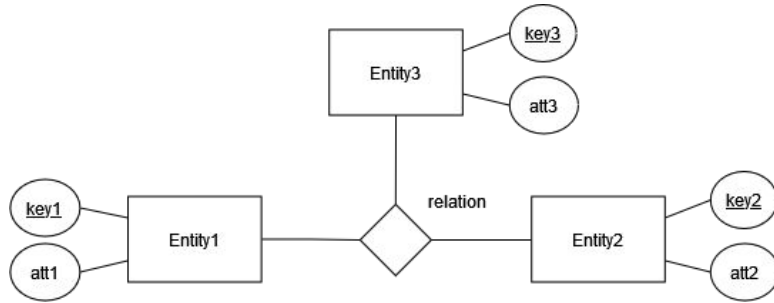 key3
Entity3
att3
relation
key1
key2
Entity1
Entity2
att1
att2